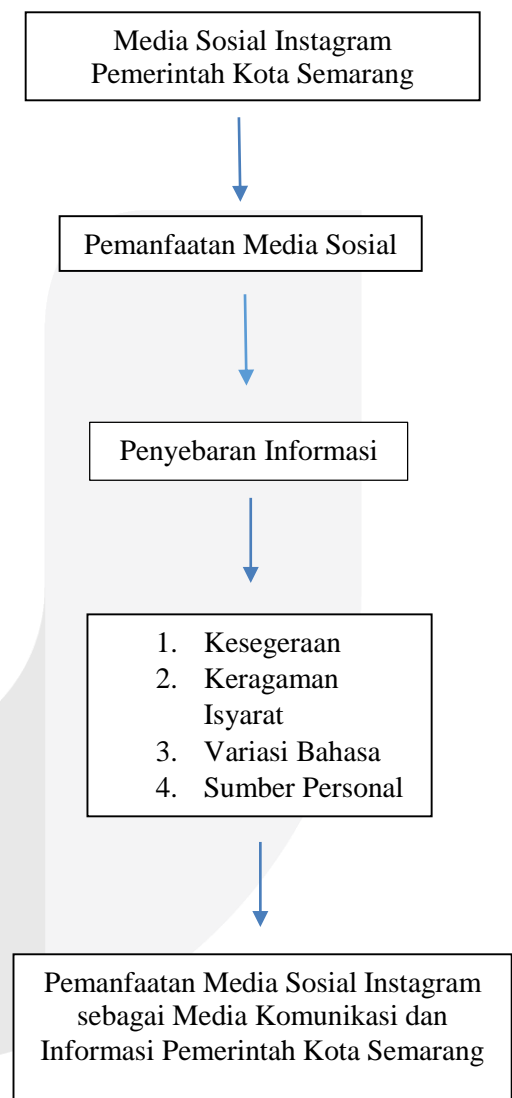 Media Sosial Instagram
Pemerintah Kota Semarang
Pemanfaatan Media Sosial
Penyebaran Informasi
1. Kesegeraan
2. Keragaman
Isyarat
3. Variasi Bahasa
4. Sumber Personal
Pemanfaatan Media Sosial Instagram
sebagai Media Komunikasi dan
Informasi Pemerintah Kota Semarang